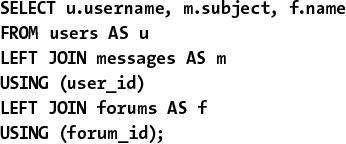 SELECT u.username, m.subject, f.name
FROM users AS u
LEFT JOIN messages AS m
USING (user_id)
LEFT JOIN forums AS f
USING (forum_id);